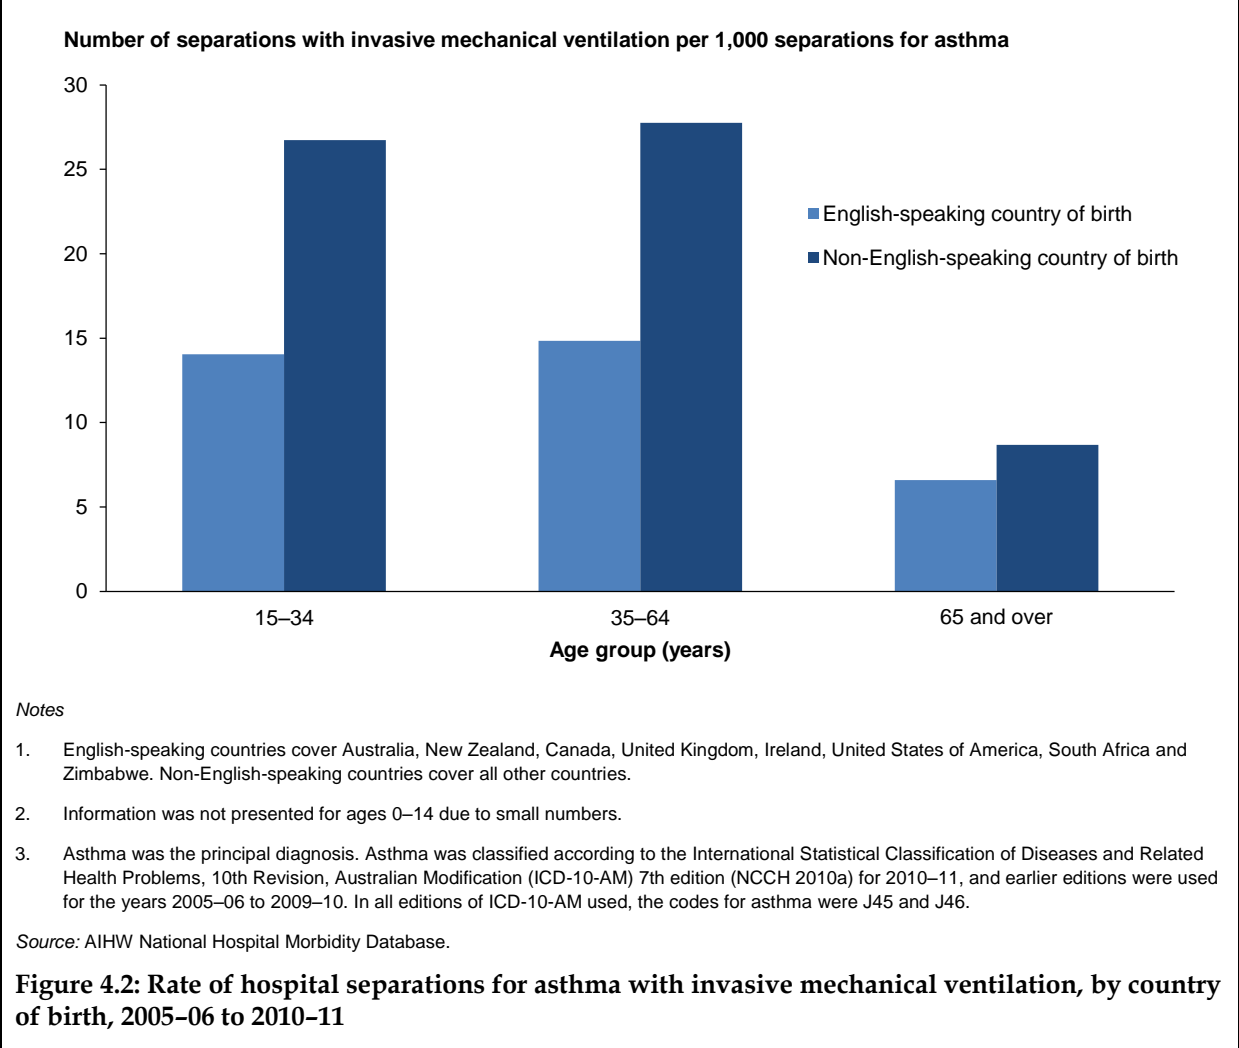 Number of separations with invasive mechanical ventilation per 1,000 separations for asthma
30
25
20
15
10
5
0
English-speaking country of birth
Non-English-speaking country of birth
15–34
35–64
65 and over
Age group (years)
Notes
1. English-speaking countries cover Australia, New Zealand, Canada, United Kingdom, Ireland, United States of America, South Africa and
Zimbabwe. Non-English-speaking countries cover all other countries.
2. Information was not presented for ages 0–14 due to small numbers.
3. Asthma was the principal diagnosis. Asthma was classified according to the International Statistical Classification of Diseases and Related
Health Problems, 10th Revision, Australian Modification (ICD-10-AM) 7th edition (NCCH 2010a) for 2010–11, and earlier editions were used
for the years 2005–06 to 2009–10. In all editions of ICD-10-AM used, the codes for asthma were J45 and J46.
Source: AIHW National Hospital Morbidity Database.
Figure 4.2: Rate of hospital separations for asthma with invasive mechanical ventilation, by country
of birth, 2005–06 to 2010–11